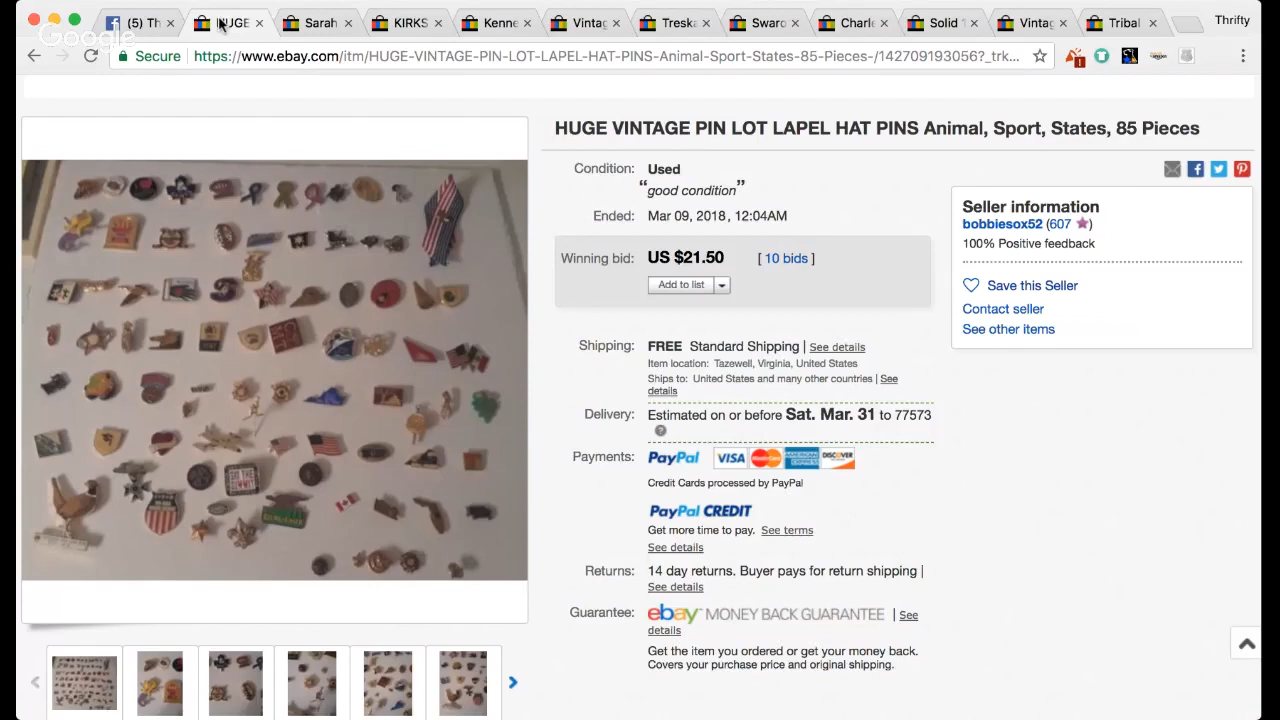 (5) Th
HUGE
Sarah
KIRKS
Kenne
Vintag
Treska
Swaro
Charle
Solid 1
Vintag
Tribal
Thrifty
Google
Secure
https://www.ebay.com/itm/HUGE-VINTAGE-PIN-LOT-LAPEL-HAT-PINS-Animal-Sport-States-85-Pieces-/142709193056?_trk...
HUGE VINTAGE PIN LOT LAPEL HAT PINS Animal, Sport, States, 85 Pieces
Condition: Used
“good condition”
Ended: Mar 09, 2018 , 12:04AM
Winning bid: US $21.50 [ 10 bids ]
Add to list
Shipping: FREE Standard Shipping | See details
Item location: Tazewell, Virginia, United States
Ships to: United States and many other countries | See
details
Delivery: Estimated on or before Sat. Mar. 31 to 77573
?
Payments: PayPal VISA MasterCard AMERICAN EXPRESS DISCOVER
Credit Cards processed by PayPal
PayPal CREDIT
Get more time to pay. See terms
See details
Returns: 14 day returns. Buyer pays for return shipping |
See details
Guarantee: ebay MONEY BACK GUARANTEE | See
details
Get the item you ordered or get your money back.
Covers your purchase price and original shipping.
Seller information
bobbiesox52 (607 )
100% Positive feedback
Save this Seller
Contact seller
See other items